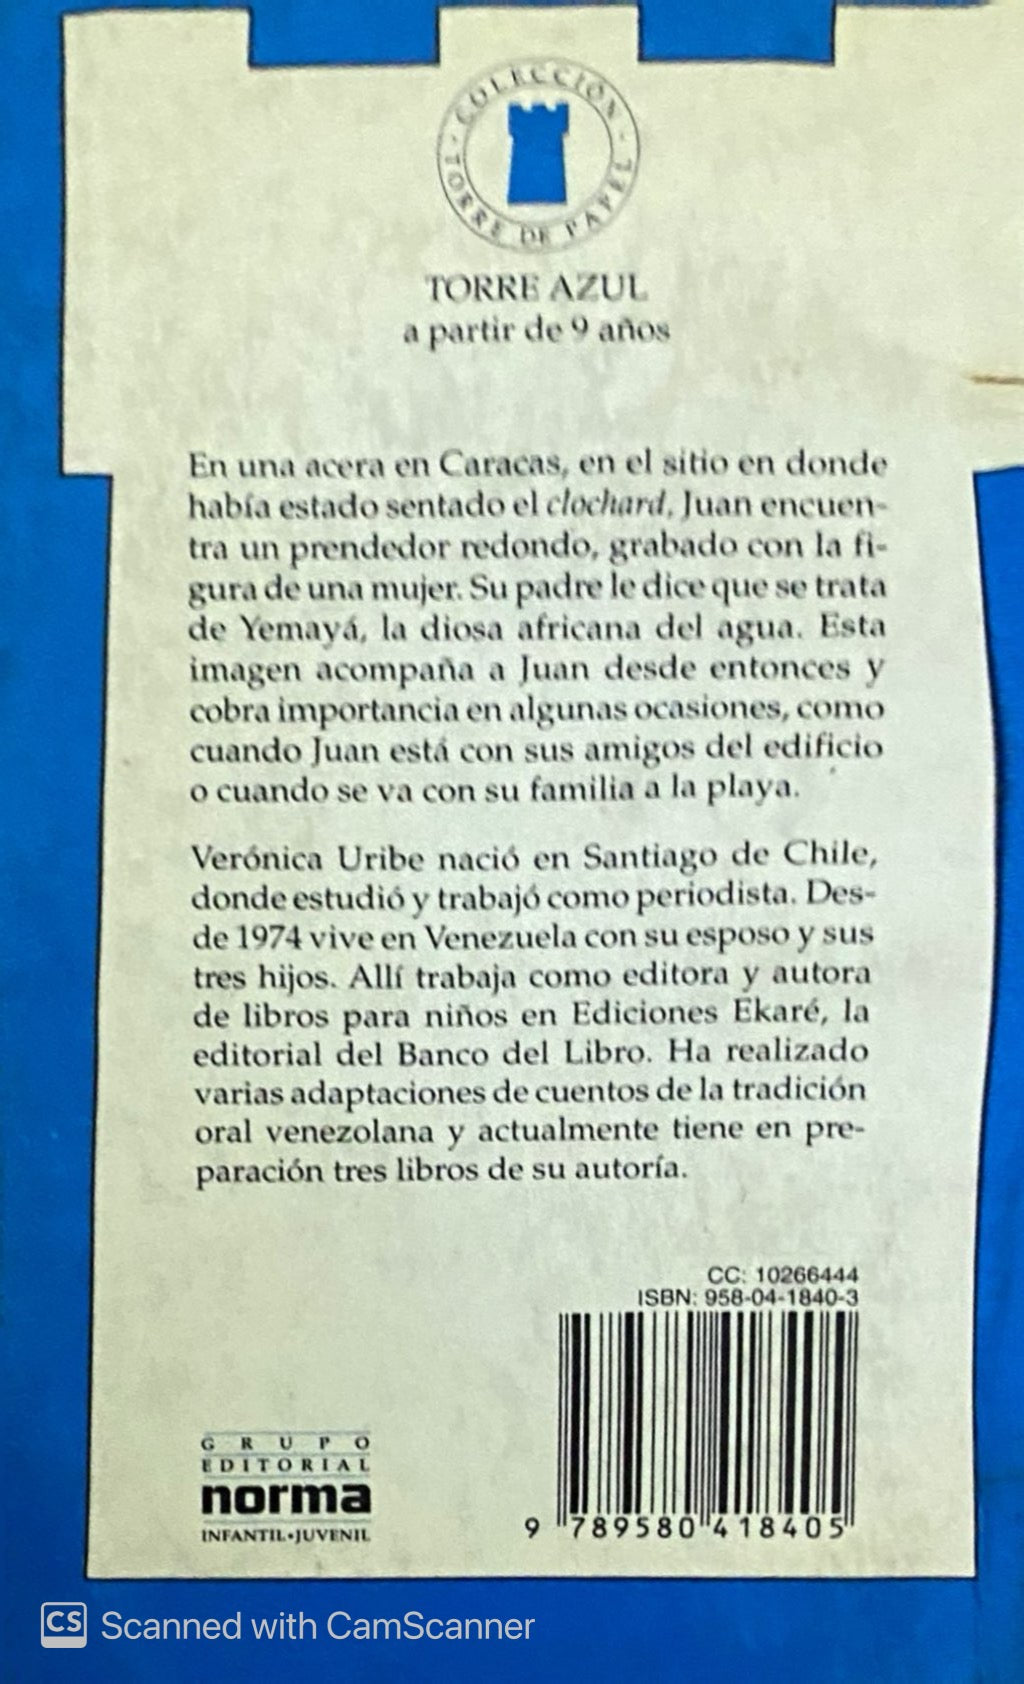 · COLECCIÓN ·
TORRE DE PAPEL
TORRE AZUL
a partir de 9 años
En una acera en Caracas, en el sitio en donde
había estado sentado el clochard, Juan encuen-
tra un prendedor redondo, grabado con la fi-
gura de una mujer. Su padre le dice que se trata
de Yemayá, la diosa africana del agua. Esta
imagen acompaña a Juan desde entonces y
cobra importancia en algunas ocasiones, como
cuando Juan está con sus amigos del edificio
o cuando se va con su familia a la playa.
Verónica Uribe nació en Santiago de Chile,
donde estudió y trabajó como periodista. Des-
de 1974 vive en Venezuela con su esposo y sus
tres hijos. Allí trabaja como editora y autora
de libros para niños en Ediciones Ekaré, la
editorial del Banco del Libro. Ha realizado
varias adaptaciones de cuentos de la tradición
oral venezolana y actualmente tiene en pre-
paración tres libros de su autoría.
CC: 10266444
ISBN: 958-04-1840-3
9 789580 418405
GRUPO
EDITORIAL
norma
INFANTIL•JUVENIL
CS Scanned with CamScanner